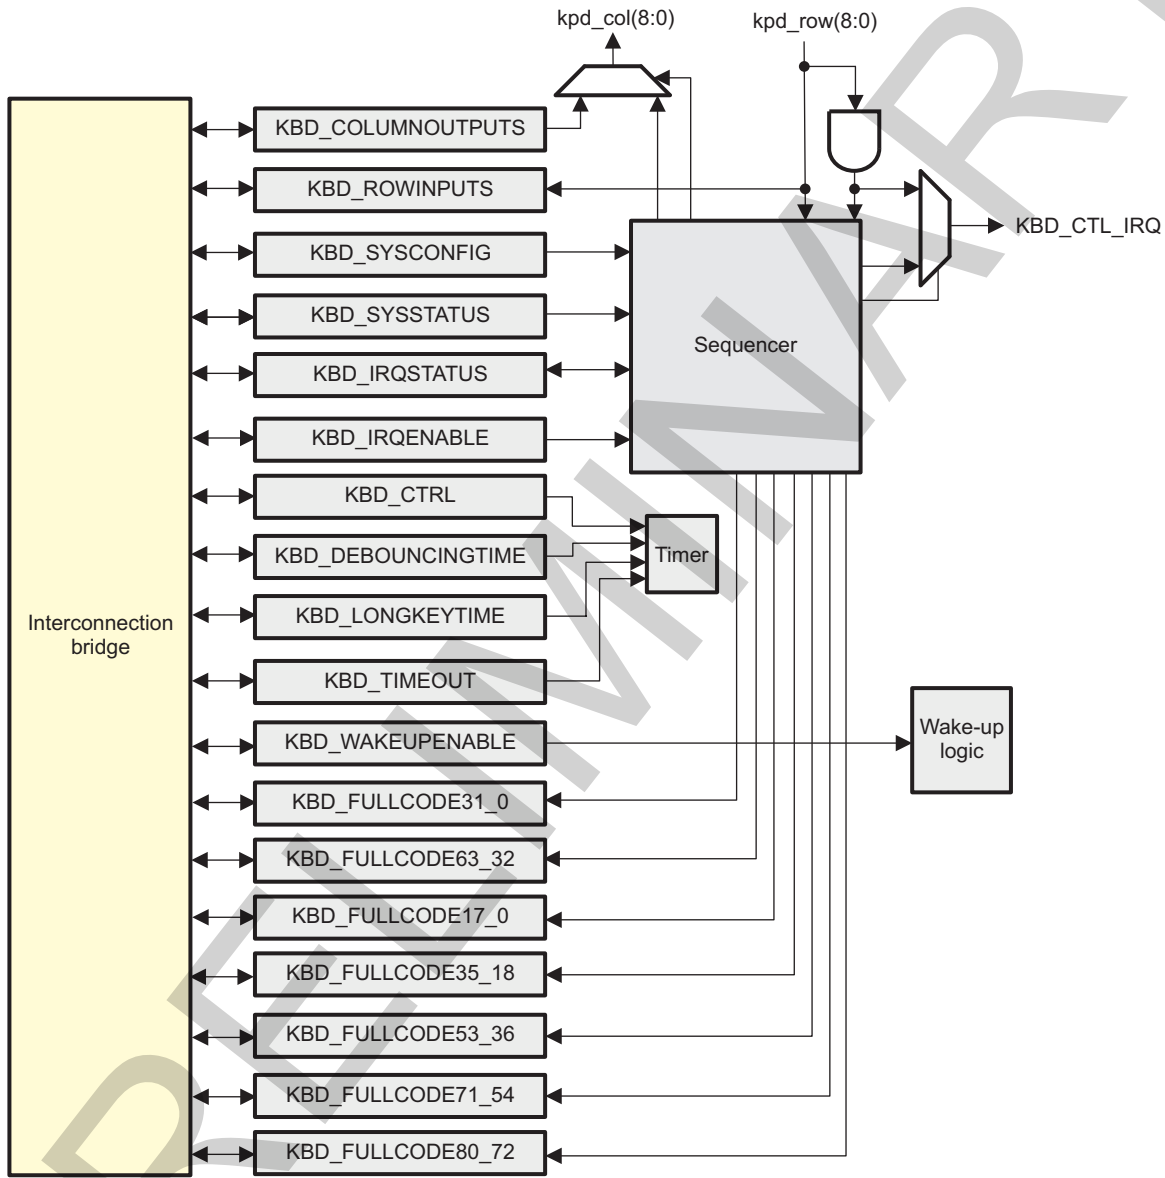 kpd_col(8:0)
kpd_row(8:0)
KBD_COLUMNOUTPUTS
KBD_ROWINPUTS
KBD_CTL_IRQ
KBD_SYSCONFIG
KBD_SYSSTATUS
Sequencer
KBD_IRQSTATUS
KBD_IRQENABLE
KBD_CTRL
KBD_DEBOUNCINGTIME
Timer
KBD_LONGKEYTIME
Interconnection
bridge
KBD_TIMEOUT
KBD_WAKEUPENABLE
Wake-up
logic
KBD_FULLCODE31_0
KBD_FULLCODE63_32
KBD_FULLCODE17_0
KBD_FULLCODE35_18
KBD_FULLCODE53_36
KBD_FULLCODE71_54
KBD_FULLCODE80_72
RELIMINAR